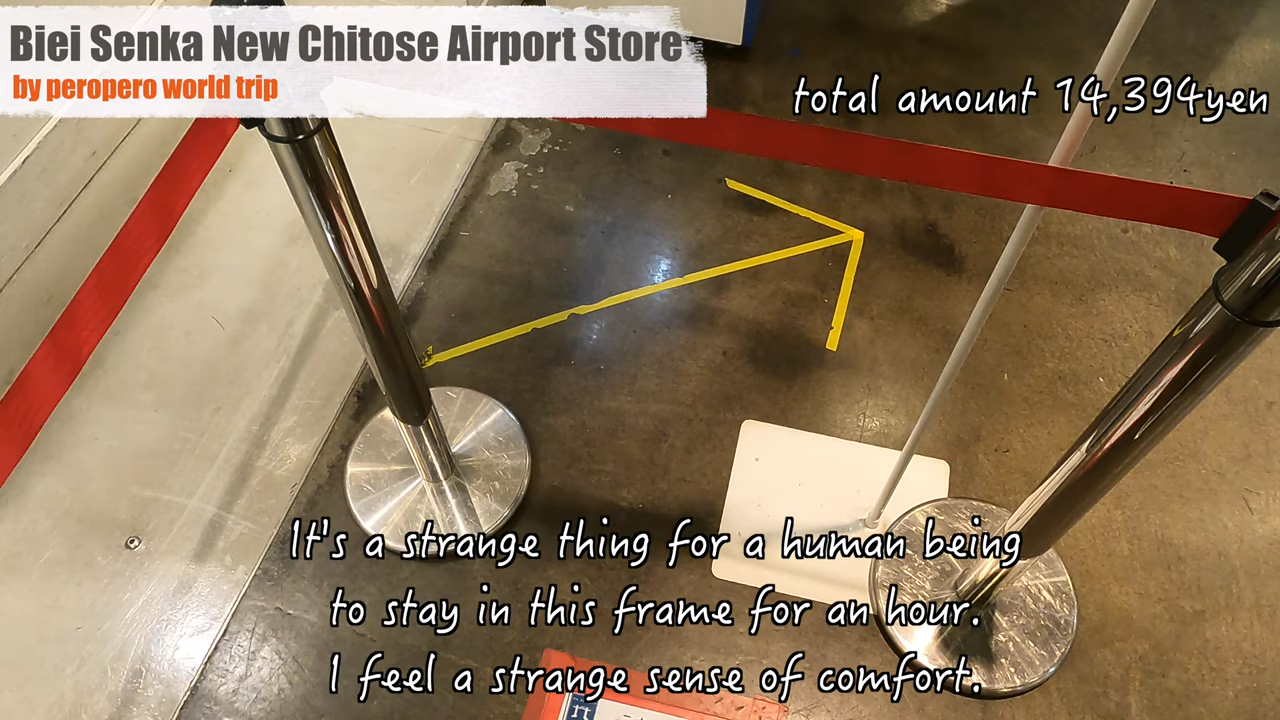 Biei Senka New Chitose Airport Store
by peropero world trip
total amount 14,394yen
It's a strange thing for a human being
to stay in this frame for an hour.
I feel a strange sense of comfort.